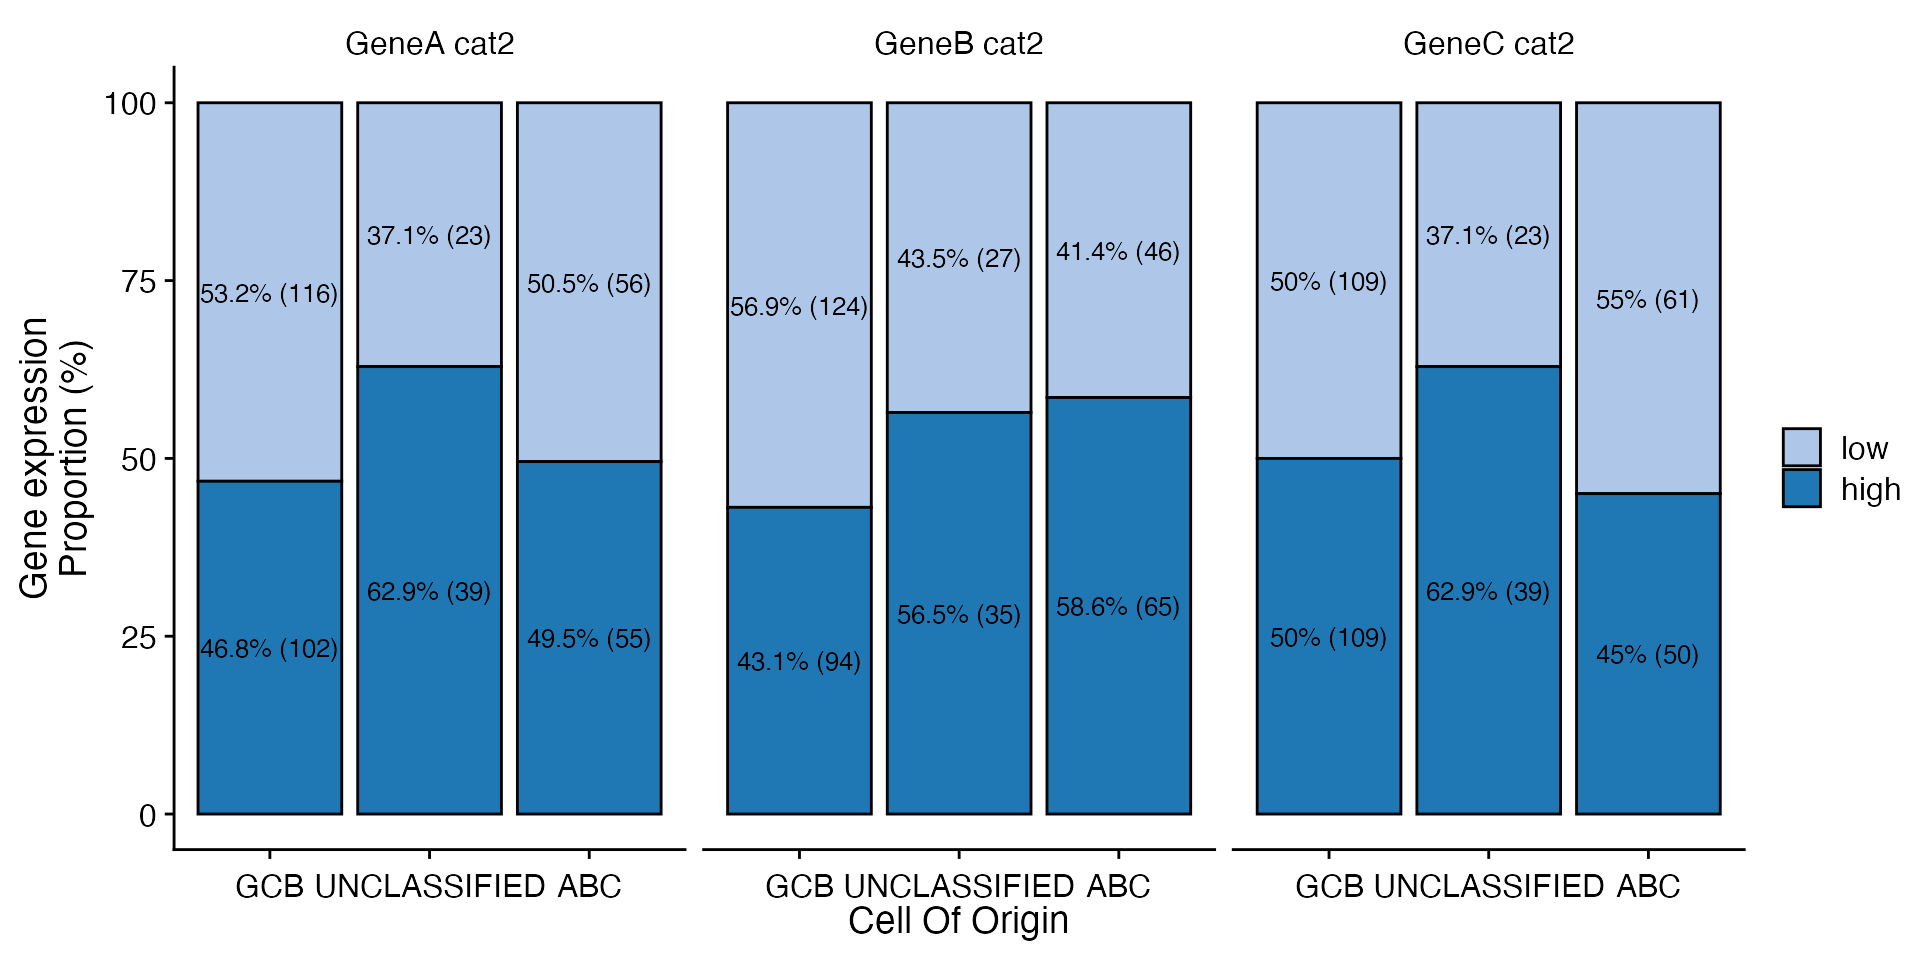 GeneA cat2 GeneB cat2 GeneC cat2
100
75
50
25
0
Gene expression
Proportion (%)
53.2% (116)
46.8% (102)
37.1% (23)
62.9% (39)
50.5% (56)
49.5% (55)
56.9% (124)
43.1% (94)
43.5% (27)
56.5% (35)
41.4% (46)
58.6% (65)
50% (109)
50% (109)
37.1% (23)
62.9% (39)
55% (61)
45% (50)
GCB UNCLASSIFIED ABC
GCB UNCLASSIFIED ABC
GCB UNCLASSIFIED ABC
Cell Of Origin
low
high